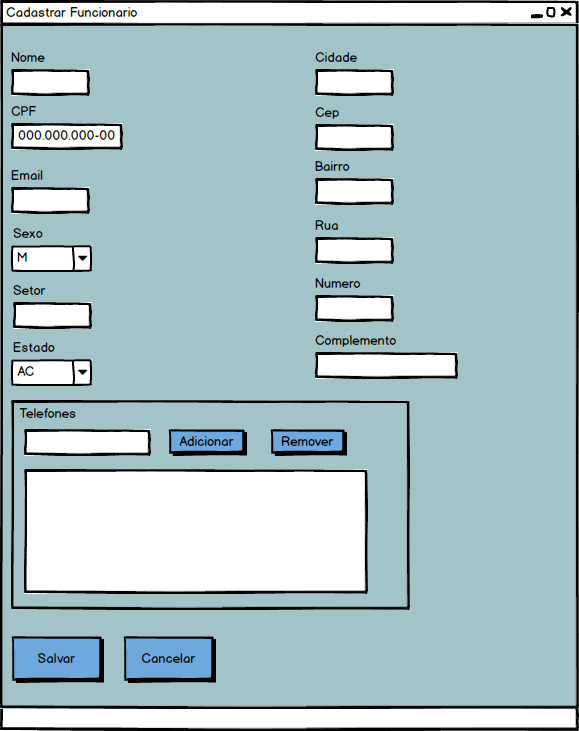 Cadastrar Funcionario
Nome
CPF
000.000.000-00
Email
Sexo
M
Setor
Estado
AC
Cidade
Cep
Bairro
Rua
Numero
Complemento
Telefones
Adicionar
Remover
Salvar
Cancelar